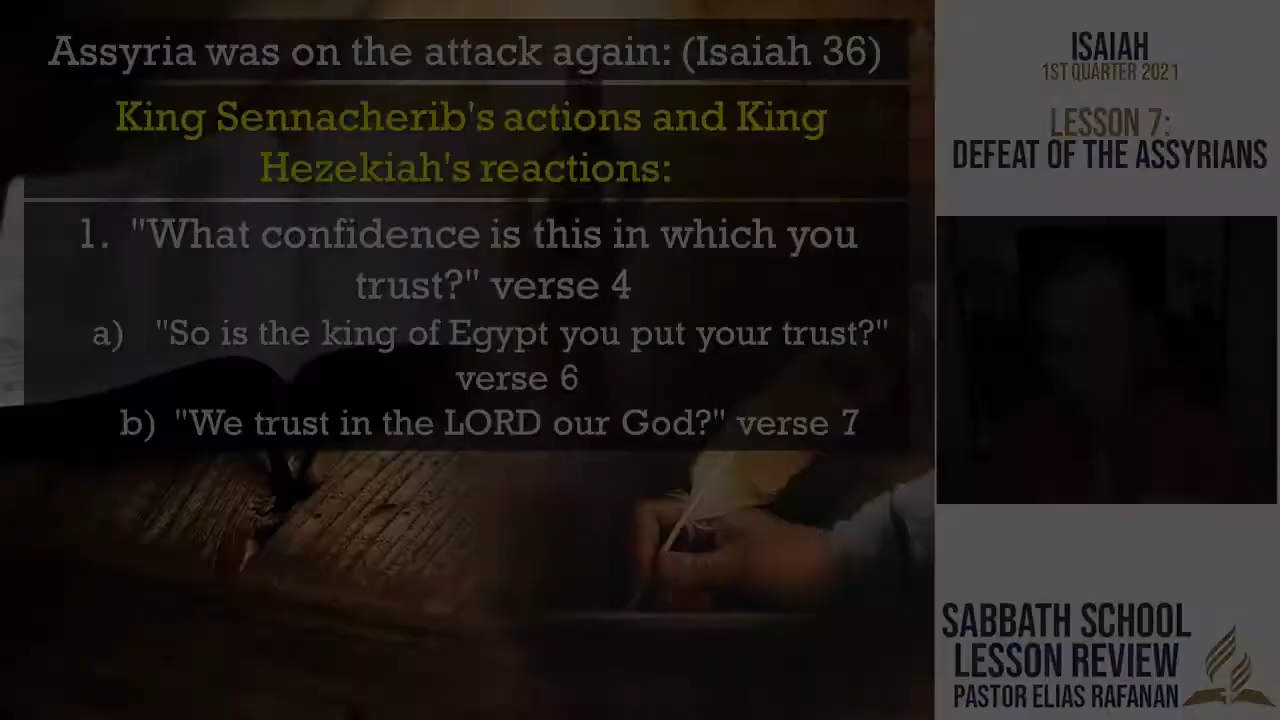 Assyria was on the attack again: (Isaiah 36)
King Sennacherib's actions and King
Hezekiah's reactions:
1. "What confidence is this in which you
trust?" verse 4
a) "So is the king of Egypt you put your trust?"
verse 6
b) "We trust in the LORD our God?" verse 7
ISAIAH
1ST QUARTER 2021
LESSON 7:
DEFEAT OF THE ASSYRIANS
SABBATH SCHOOL
LESSON REVIEW
PASTOR ELIAS RAFANAN